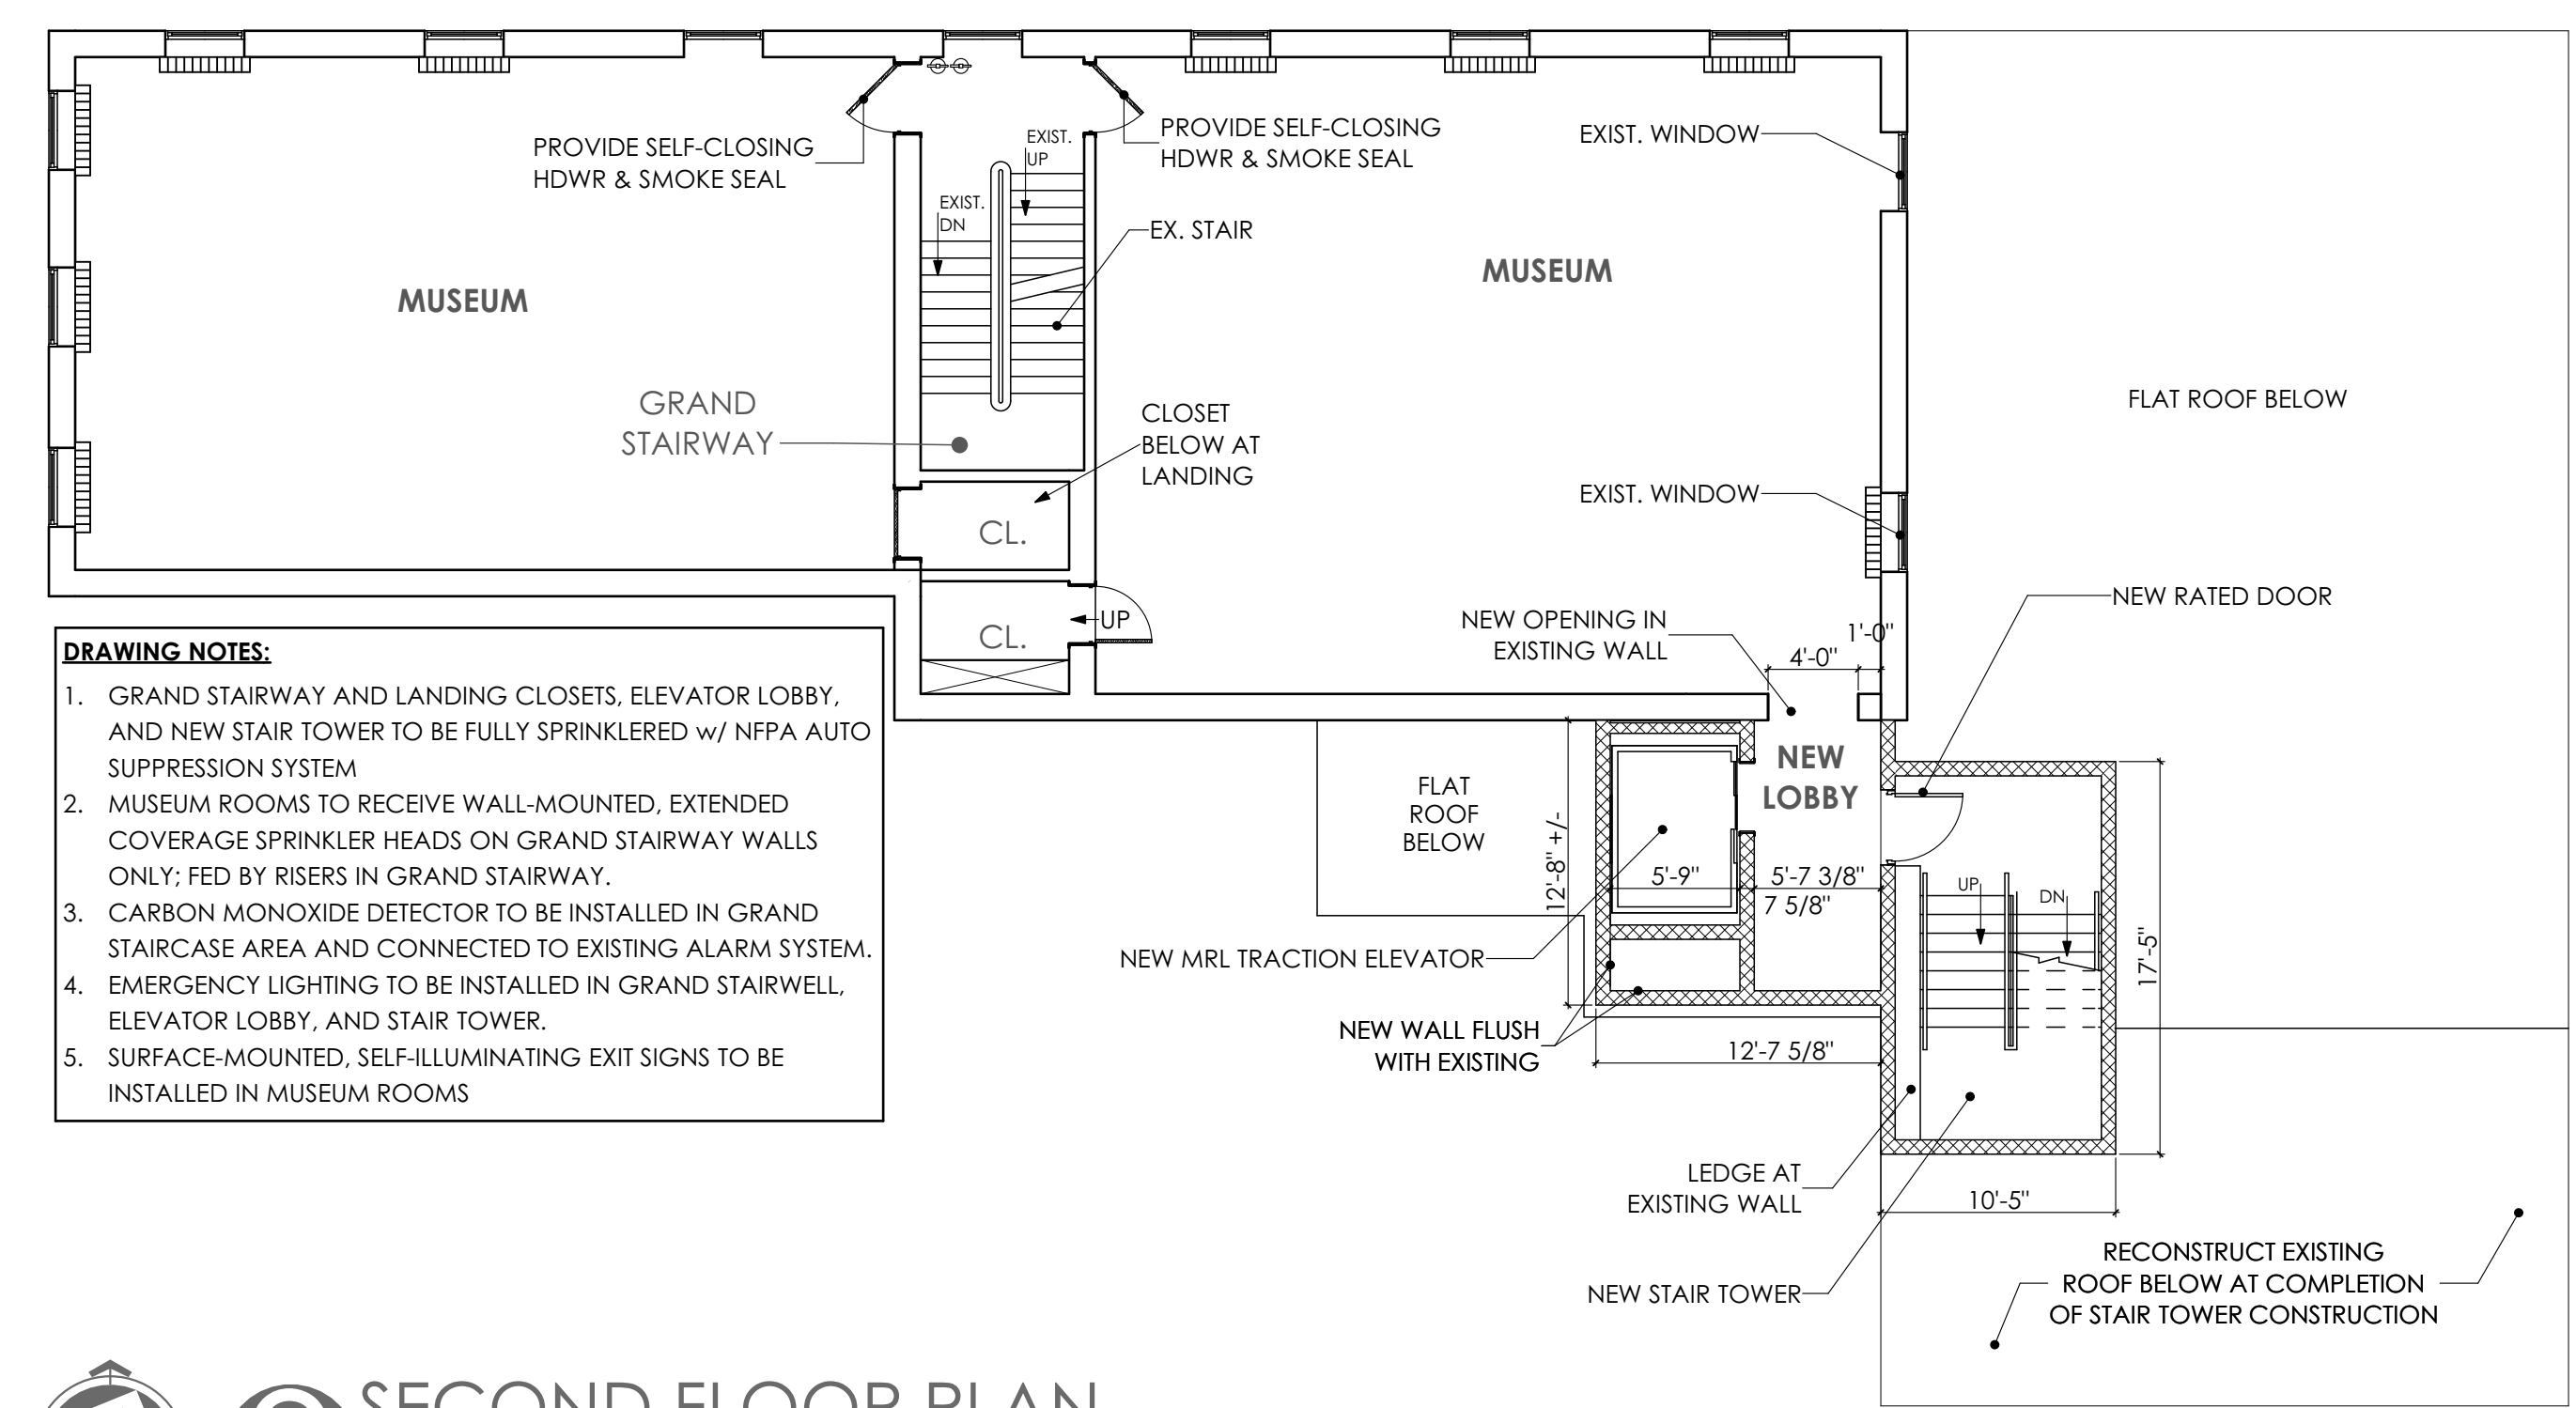 PROVIDE SELF-CLOSING
HDWR & SMOKE SEAL
EXIST.
UP
EXIST.
DN
PROVIDE SELF-CLOSING
HDWR & SMOKE SEAL
EXIST. WINDOW
EX. STAIR
MUSEUM
MUSEUM
GRAND
STAIRWAY
CLOSET
BELOW AT
LANDING
FLAT ROOF BELOW
EXIST. WINDOW
CL.
CL.
UP
NEW OPENING IN
EXISTING WALL
1'-0"
4'-0"
NEW RATED DOOR
DRAWING NOTES:
1. GRAND STAIRWAY AND LANDING CLOSETS, ELEVATOR LOBBY,
AND NEW STAIR TOWER TO BE FULLY SPRINKLERED w/ NFPA AUTO
SUPPRESSION SYSTEM
2. MUSEUM ROOMS TO RECEIVE WALL-MOUNTED, EXTENDED
COVERAGE SPRINKLER HEADS ON GRAND STAIRWAY WALLS
ONLY; FED BY RISERS IN GRAND STAIRWAY.
3. CARBON MONOXIDE DETECTOR TO BE INSTALLED IN GRAND
STAIRCASE AREA AND CONNECTED TO EXISTING ALARM SYSTEM.
4. EMERGENCY LIGHTING TO BE INSTALLED IN GRAND STAIRWELL,
ELEVATOR LOBBY, AND STAIR TOWER.
5. SURFACE-MOUNTED, SELF-ILLUMINATING EXIT SIGNS TO BE
INSTALLED IN MUSEUM ROOMS
FLAT
ROOF
BELOW
12'-8" +/-
NEW
LOBBY
5'-9"
5'-7 3/8"
7 5/8"
UP
DN
17'-5"
NEW MRL TRACTION ELEVATOR
NEW WALL FLUSH
WITH EXISTING
12'-7 5/8"
LEDGE AT
EXISTING WALL
10'-5"
NEW STAIR TOWER
RECONSTRUCT EXISTING
ROOF BELOW AT COMPLETION
OF STAIR TOWER CONSTRUCTION
SECOND FLOOR PLAN